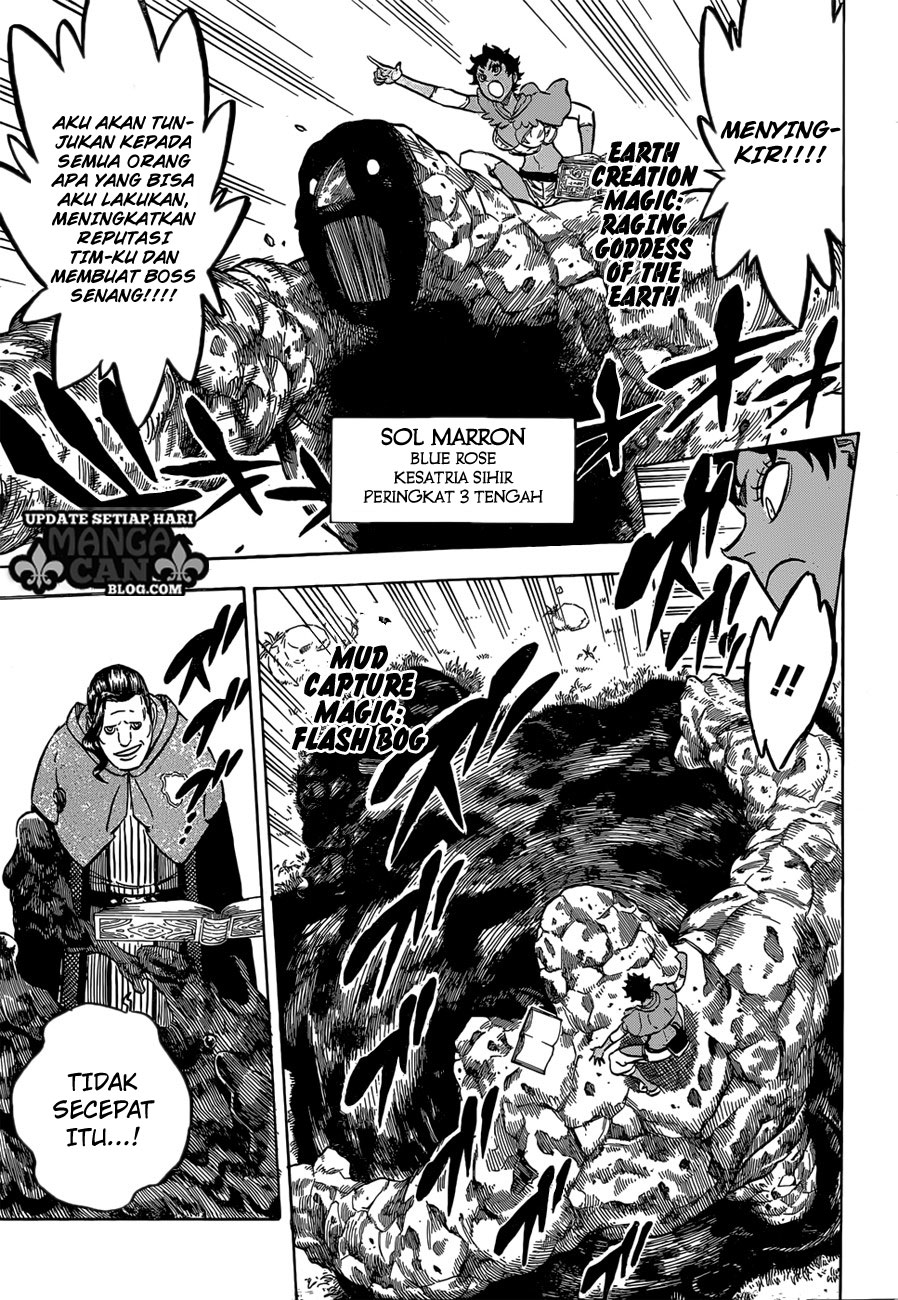 MENYING-
KIR!!!!
EARTH
CREATION
MAGIC:
RAGING
GODDESS
OF THE
EARTH
AKU AKAN TUN-
JUKAN KEPADA
SEMUA ORANG
APA YANG BISA
AKU LAKUKAN,
MENINGKATKAN
REPUTASI
TIM-KU DAN
MEMBUAT BOSS
SENANG!!!!
SOL MARRON
BLUE ROSE
KESATRIA SIHIR
PERINGKAT 3 TENGAH
!!
UPDATE SETIAP HARI
MANGA
CAN
BLOG.COM
MUD
CAPTURE
MAGIC:
FLASH BOG
TIDAK
SECEPAT
ITU...!